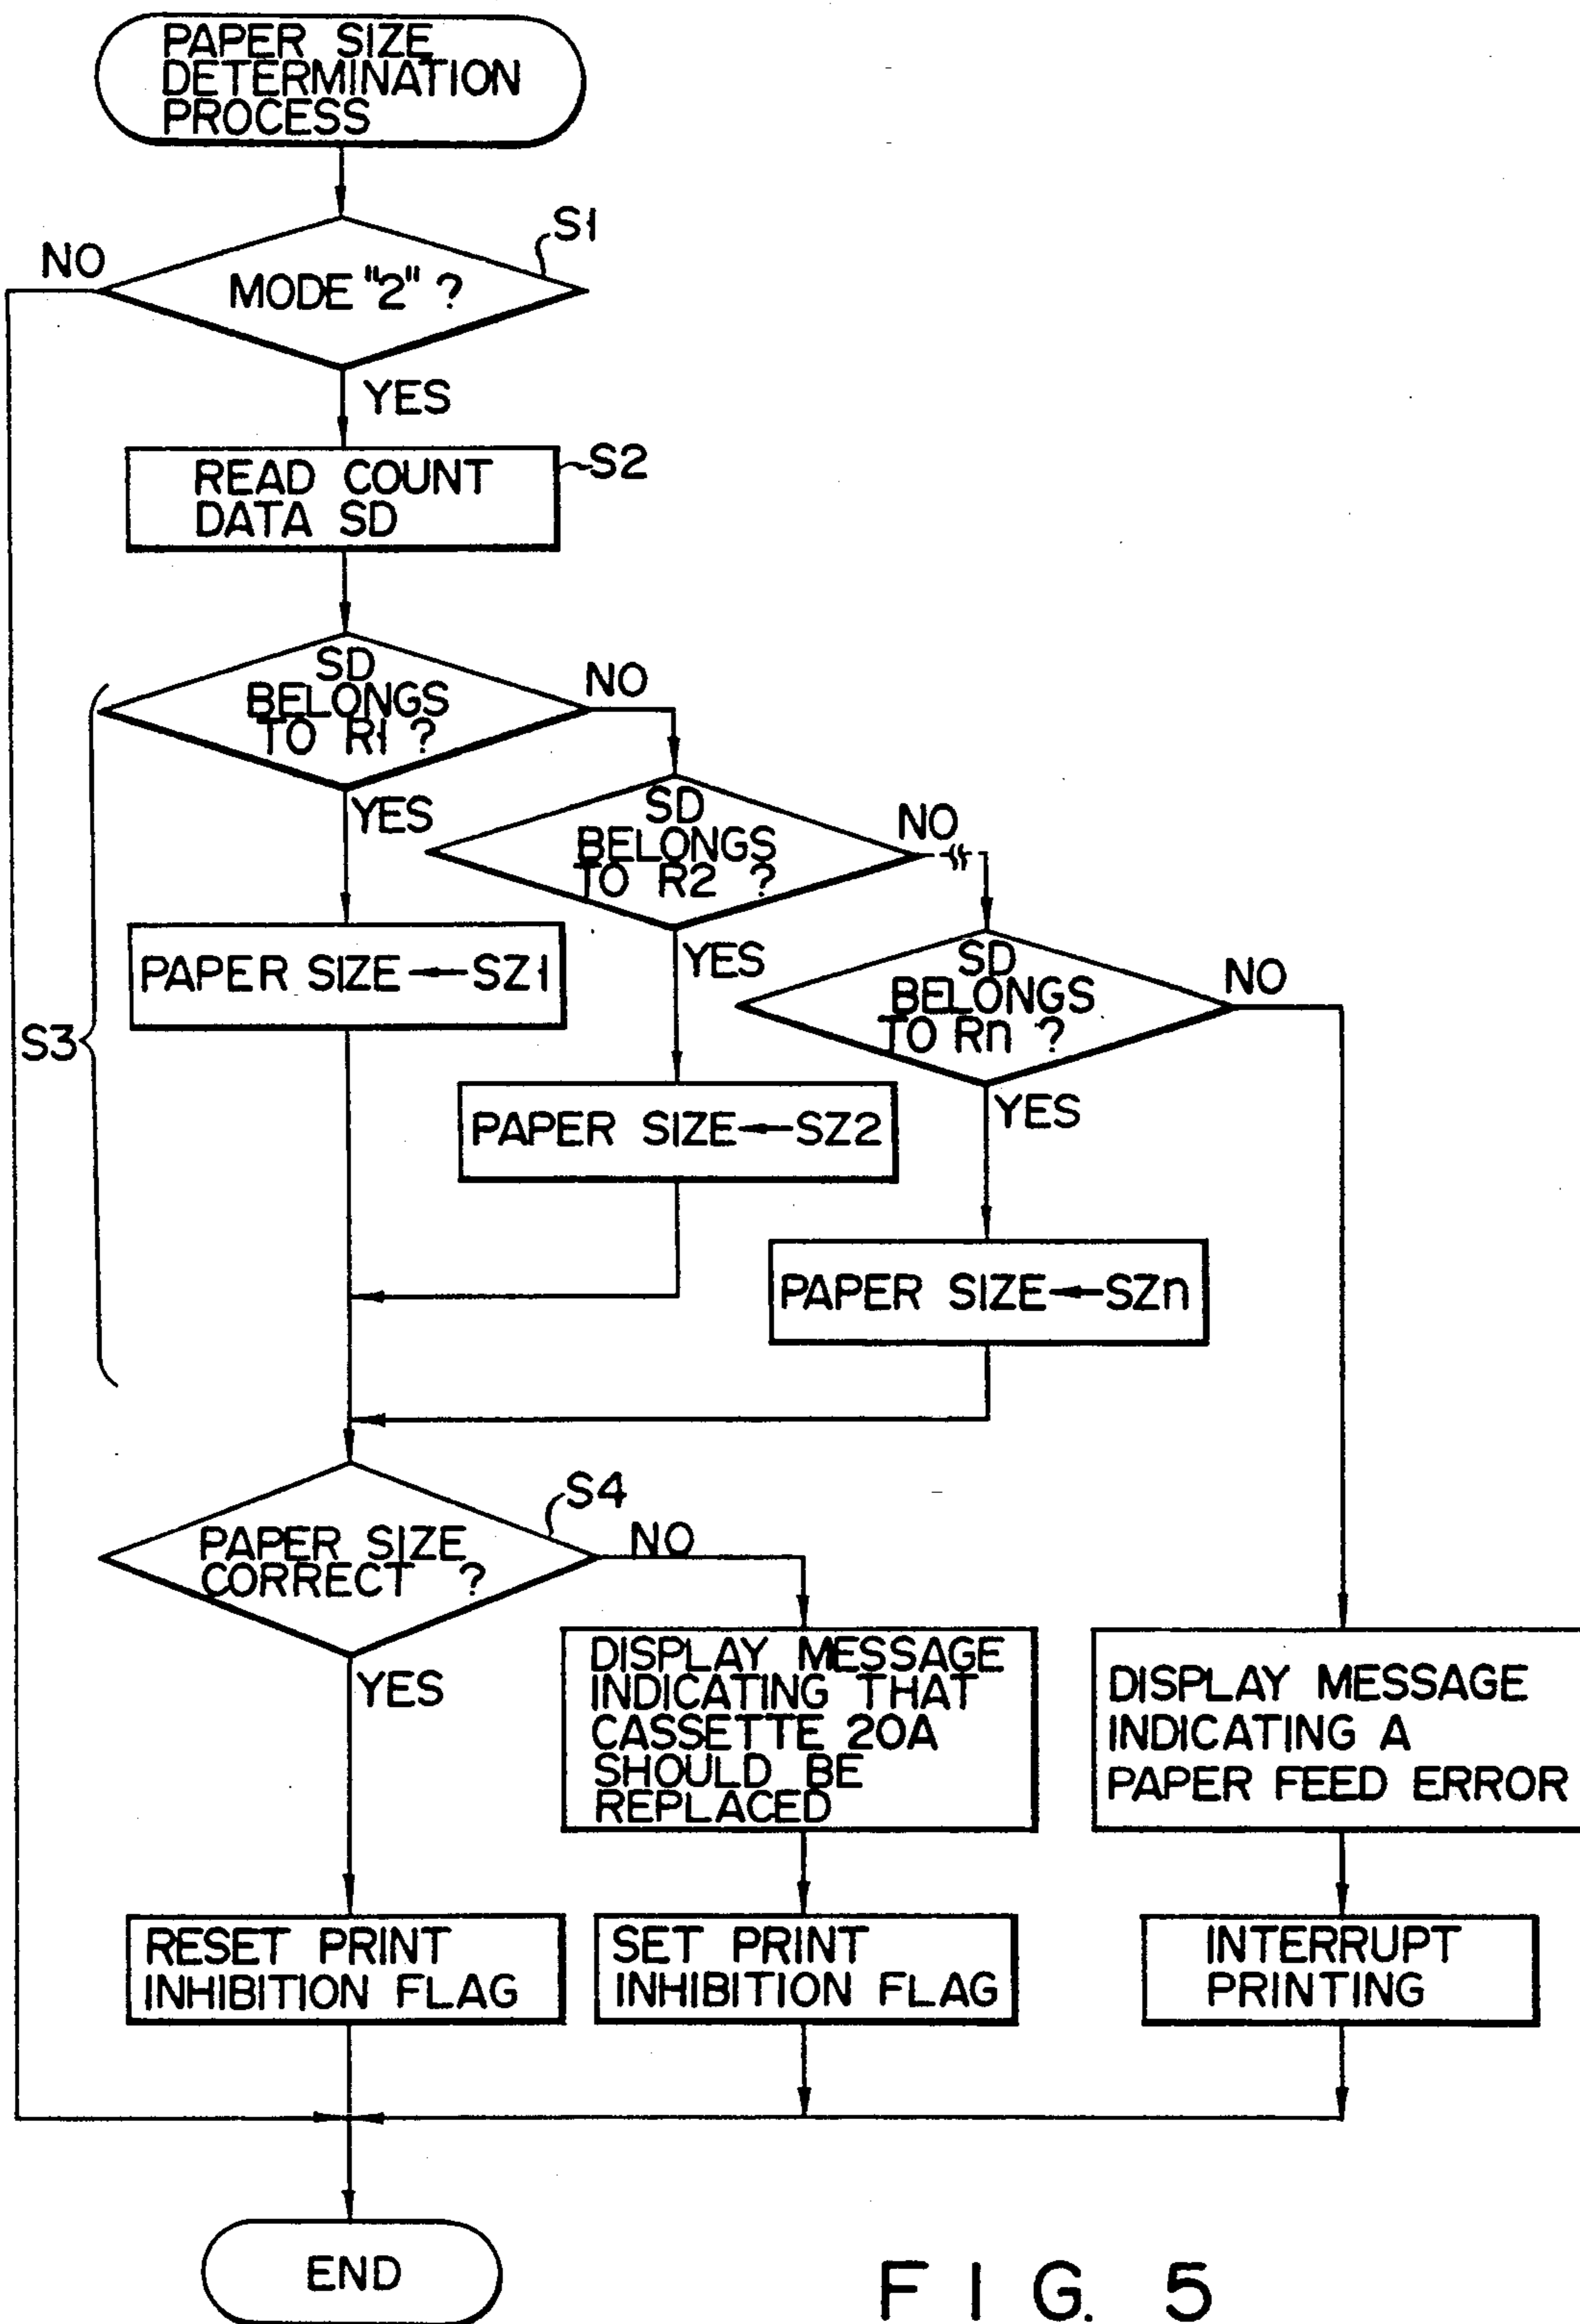 PAPER SIZE
DETERMINATION
PROCESS
S1
NO
MODE "2" ?
YES
S2
READ COUNT
DATA SD
SD
BELONGS
TO R1 ?
NO
YES
SD
BELONGS
TO R2 ?
NO
YES
SD
BELONGS
TO Rn ?
NO
YES
S3
PAPER SIZE ← SZ1
PAPER SIZE ← SZ2
PAPER SIZE ← SZn
S4
PAPER SIZE
CORRECT ?
NO
YES
DISPLAY MESSAGE
INDICATING THAT
CASSETTE 20A
SHOULD BE
REPLACED
DISPLAY MESSAGE
INDICATING A
PAPER FEED ERROR
RESET PRINT
INHIBITION FLAG
SET PRINT
INHIBITION FLAG
INTERRUPT
PRINTING
END
FIG. 5